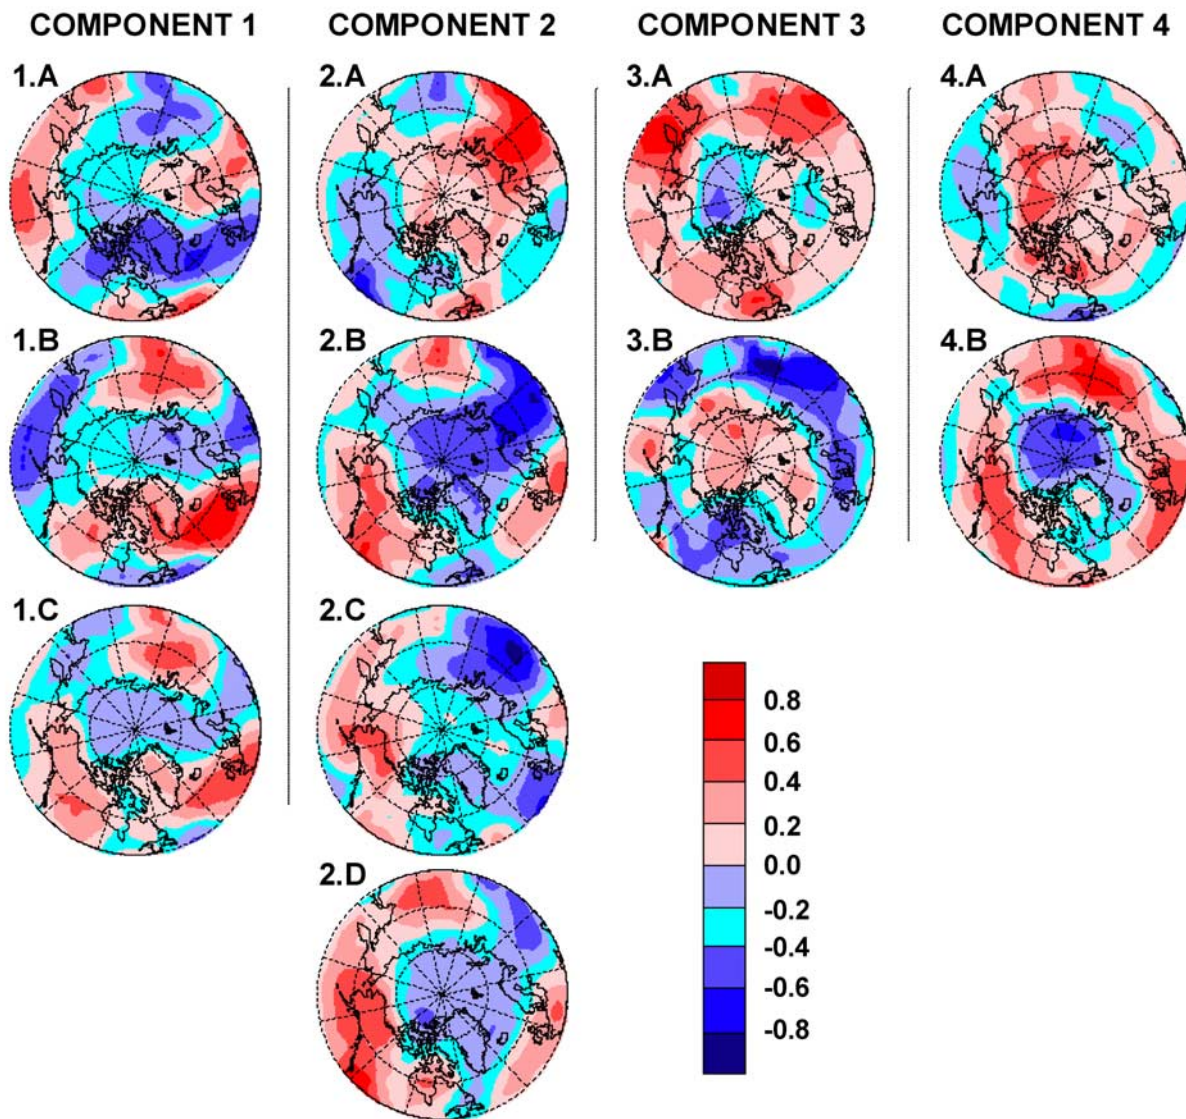 COMPONENT 1 COMPONENT 2 COMPONENT 3 COMPONENT 4
1.A 2.A 3.A 4.A
1.B 2.B 3.B 4.B
1.C 2.C
2.D
0.8
0.6
0.4
0.2
0.0
-0.2
-0.4
-0.6
-0.8